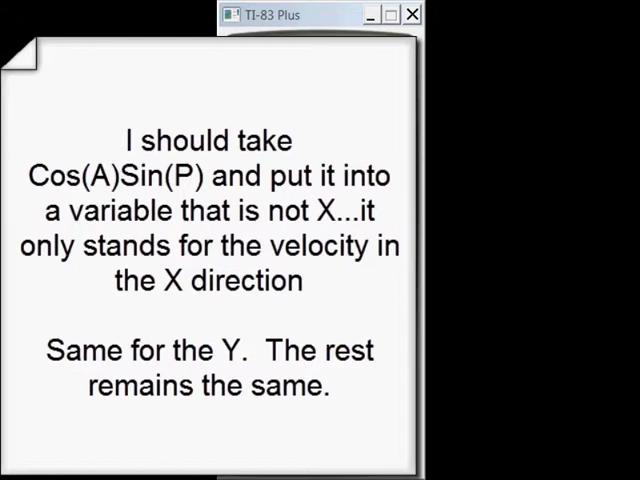 TI-83 Plus
I should take
Cos(A)Sin(P) and put it into
a variable that is not X...it
only stands for the velocity in
the X direction
Same for the Y.  The rest
remains the same.